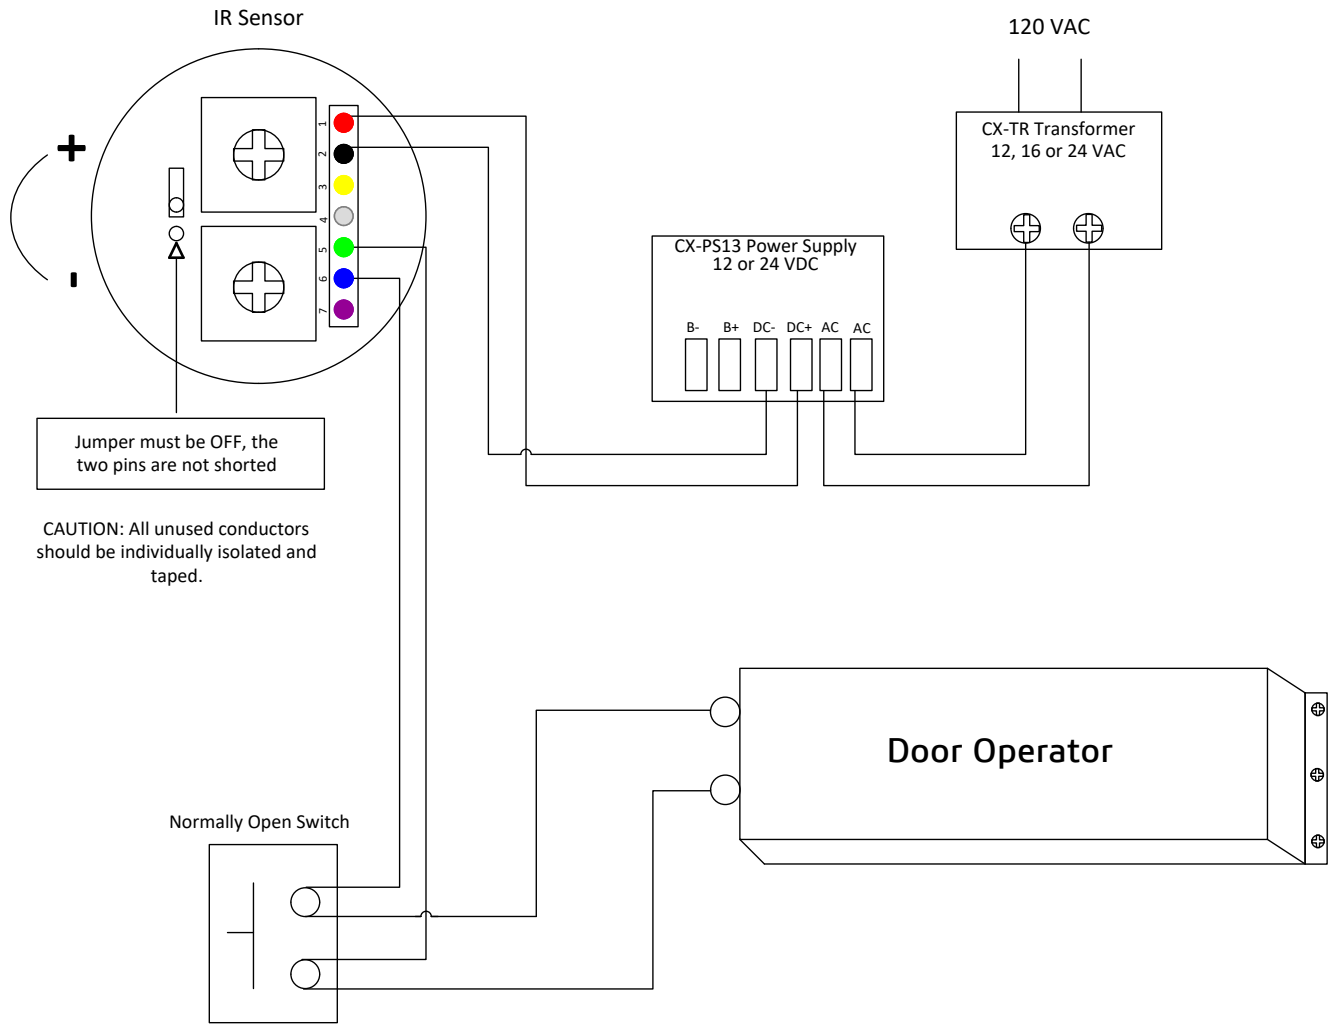 IR Sensor
120 VAC
CX-TR Transformer
12, 16 or 24 VAC
+
-
1
2
3
4
5
6
7
CX-PS13 Power Supply
12 or 24 VDC
B- B+ DC- DC+ AC AC
Jumper must be OFF, the
two pins are not shorted
CAUTION: All unused conductors
should be individually isolated and
taped.
Door Operator
Normally Open Switch